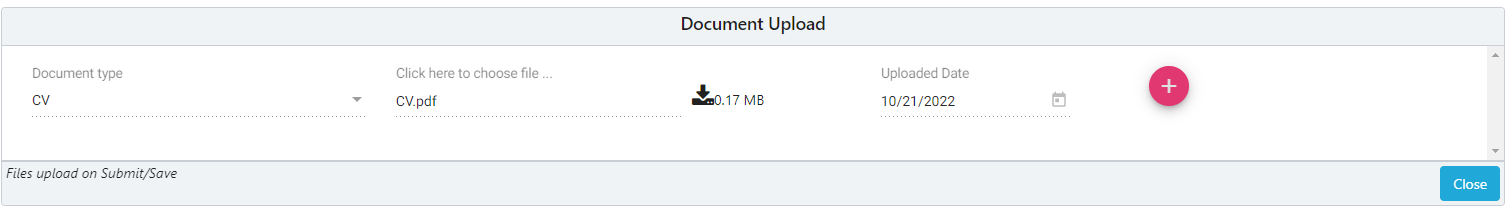 Document Upload
Document type
Click here to choose file ...
Uploaded Date
CV
CV.pdf
0.17 MB
10/21/2022
+
Files upload on Submit/Save
Close